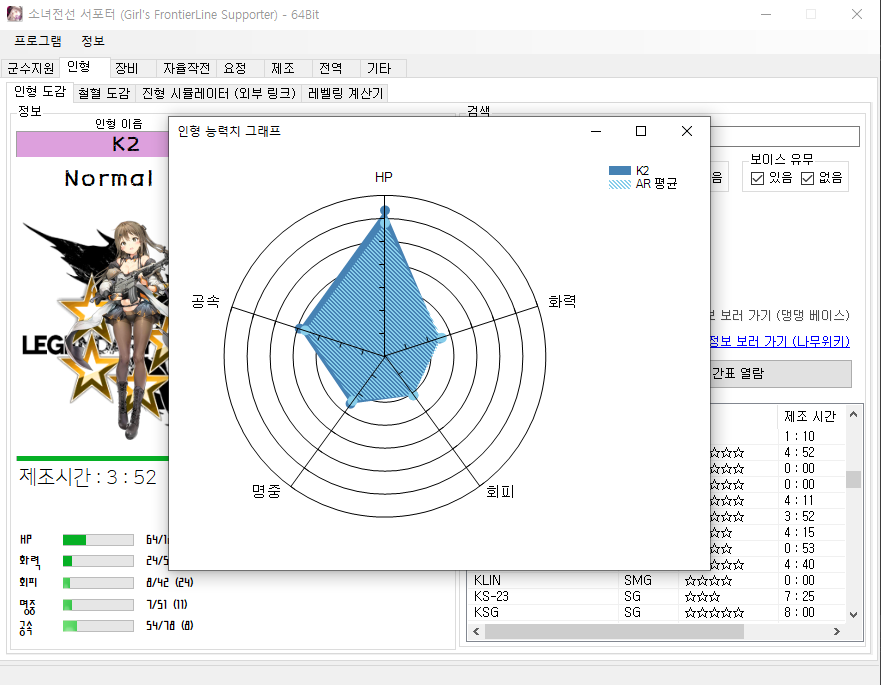 소녀전선 서포터 (Girl's FrontierLine Supporter) - 64Bit
프로그램 정보
군수지원 인형 장비 자율작전 요정 제조 전역 기타
인형 도감 철혈 도감 진형 시뮬레이터 (외부 링크) 레벨링 계산기
정보
인형 이름
K2
Normal
LEG
제조시간 : 3 : 52
HP 64/1
화력 24/5
회피 8/42 (24)
명중 7/51 (11)
공속 54/78 (8)
인형 능력치 그래프
K2
AR 평균
HP
화력
회피
명중
공속
검색
음
보이스 유무
있음 없음
보러 가기 (댕댕 베이스)
정보 보러 가기 (나무위키)
간표 열람
제조 시간
1 : 10
☆☆☆ 4 : 52
☆☆☆ 0 : 00
☆☆☆ 0 : 00
☆☆☆ 4 : 11
☆☆☆ 3 : 52
☆☆ 4 : 15
☆☆ 0 : 53
☆☆☆ 4 : 40
KLIN SMG ☆☆☆☆ 0 : 00
KS-23 SG ☆☆☆ 7 : 25
KSG SG ☆☆☆☆☆ 8 : 00